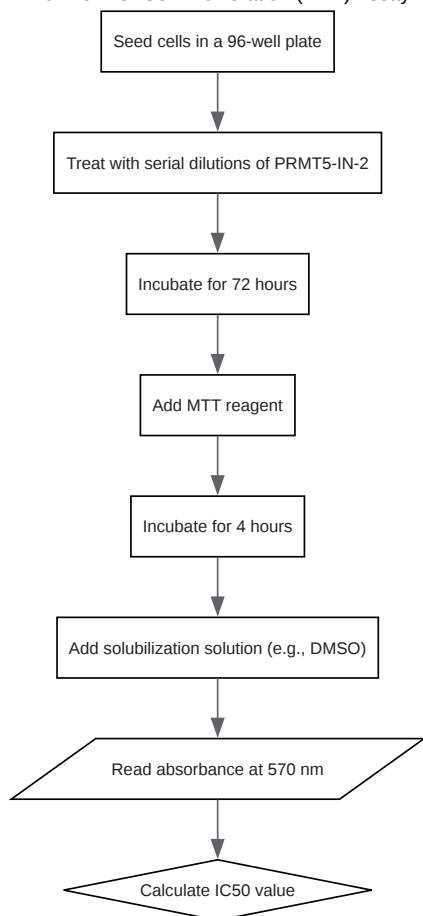 Seed cells in a 96-well plate
Treat with serial dilutions of PRMT5-IN-2
Incubate for 72 hours
Add MTT reagent
Incubate for 4 hours
Add solubilization solution (e.g., DMSO)
Read absorbance at 570 nm
Calculate IC50 value